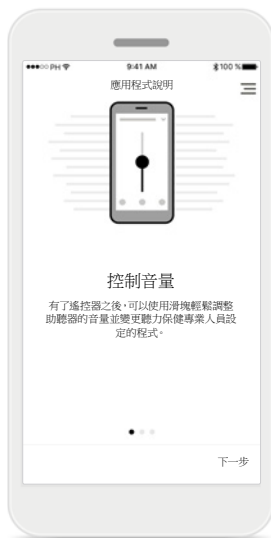 ●●●○○ PH 9:41 AM 100 %
應用程式說明
控制音量
有了遙控器之後,可以使用滑塊輕鬆調整
助聽器的音量並變更聽力保健專業人員設
定的程式。
下一步